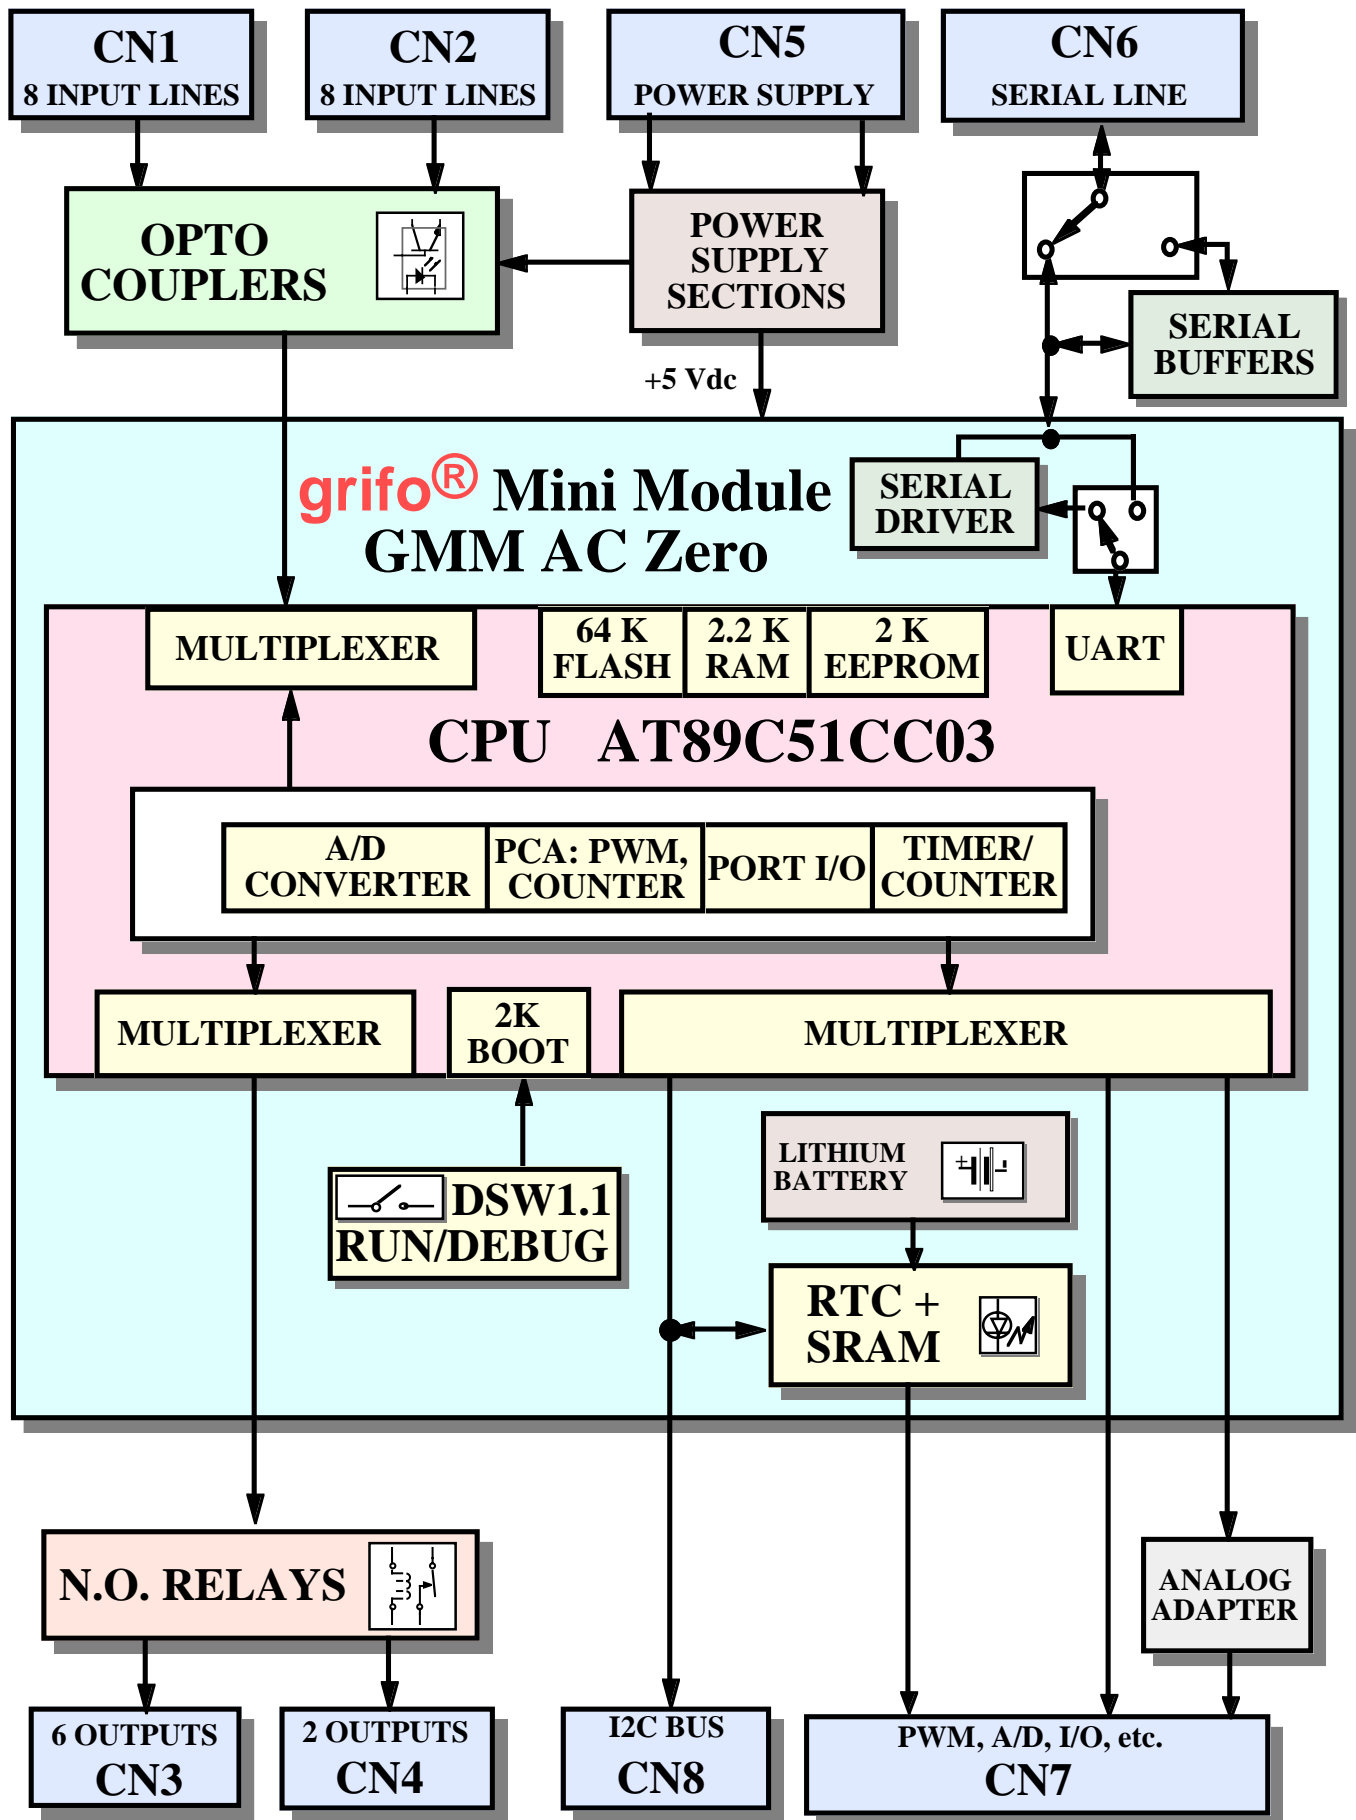 CN1
8 INPUT LINES
CN2
8 INPUT LINES
CN5
POWER SUPPLY
CN6
SERIAL LINE
OPTO
COUPLERS
POWER
SUPPLY
SECTIONS
SERIAL
BUFFERS
+5 Vdc
grifo® Mini Module
GMM AC Zero
SERIAL
DRIVER
MULTIPLEXER
64 K
FLASH
2.2 K
RAM
2 K
EEPROM
UART
CPU AT89C51CC03
A/D
CONVERTER
PCA: PWM,
COUNTER
PORT I/O
TIMER/
COUNTER
MULTIPLEXER
2K
BOOT
MULTIPLEXER
DSW1.1
RUN/DEBUG
LITHIUM
BATTERY
+
RTC +
SRAM
N.O. RELAYS
ANALOG
ADAPTER
6 OUTPUTS
CN3
2 OUTPUTS
CN4
I2C BUS
CN8
PWM, A/D, I/O, etc.
CN7